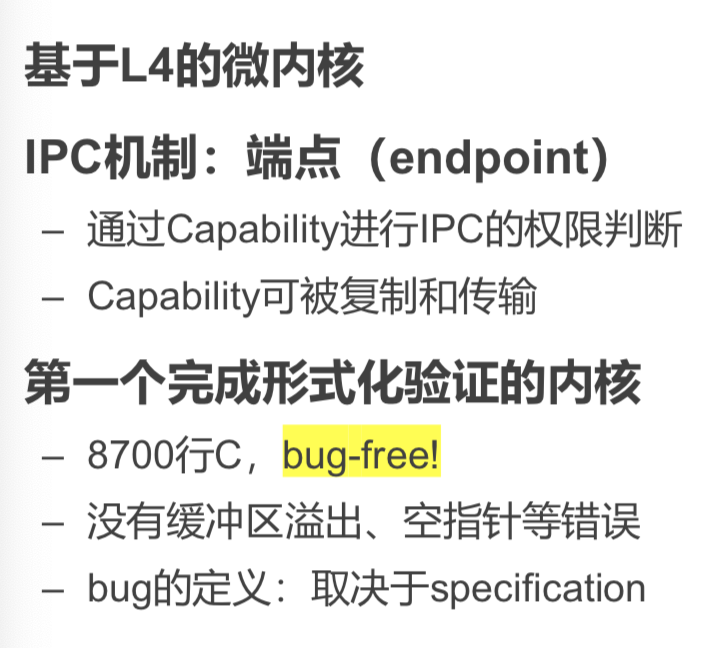 基于L4的微内核
IPC机制：端点（endpoint）
– 通过Capability进行IPC的权限判断
– Capability可被复制和传输
第一个完成形式化验证的内核
– 8700行C，bug-free!
– 没有缓冲区溢出、空指针等错误
– bug的定义：取决于specification